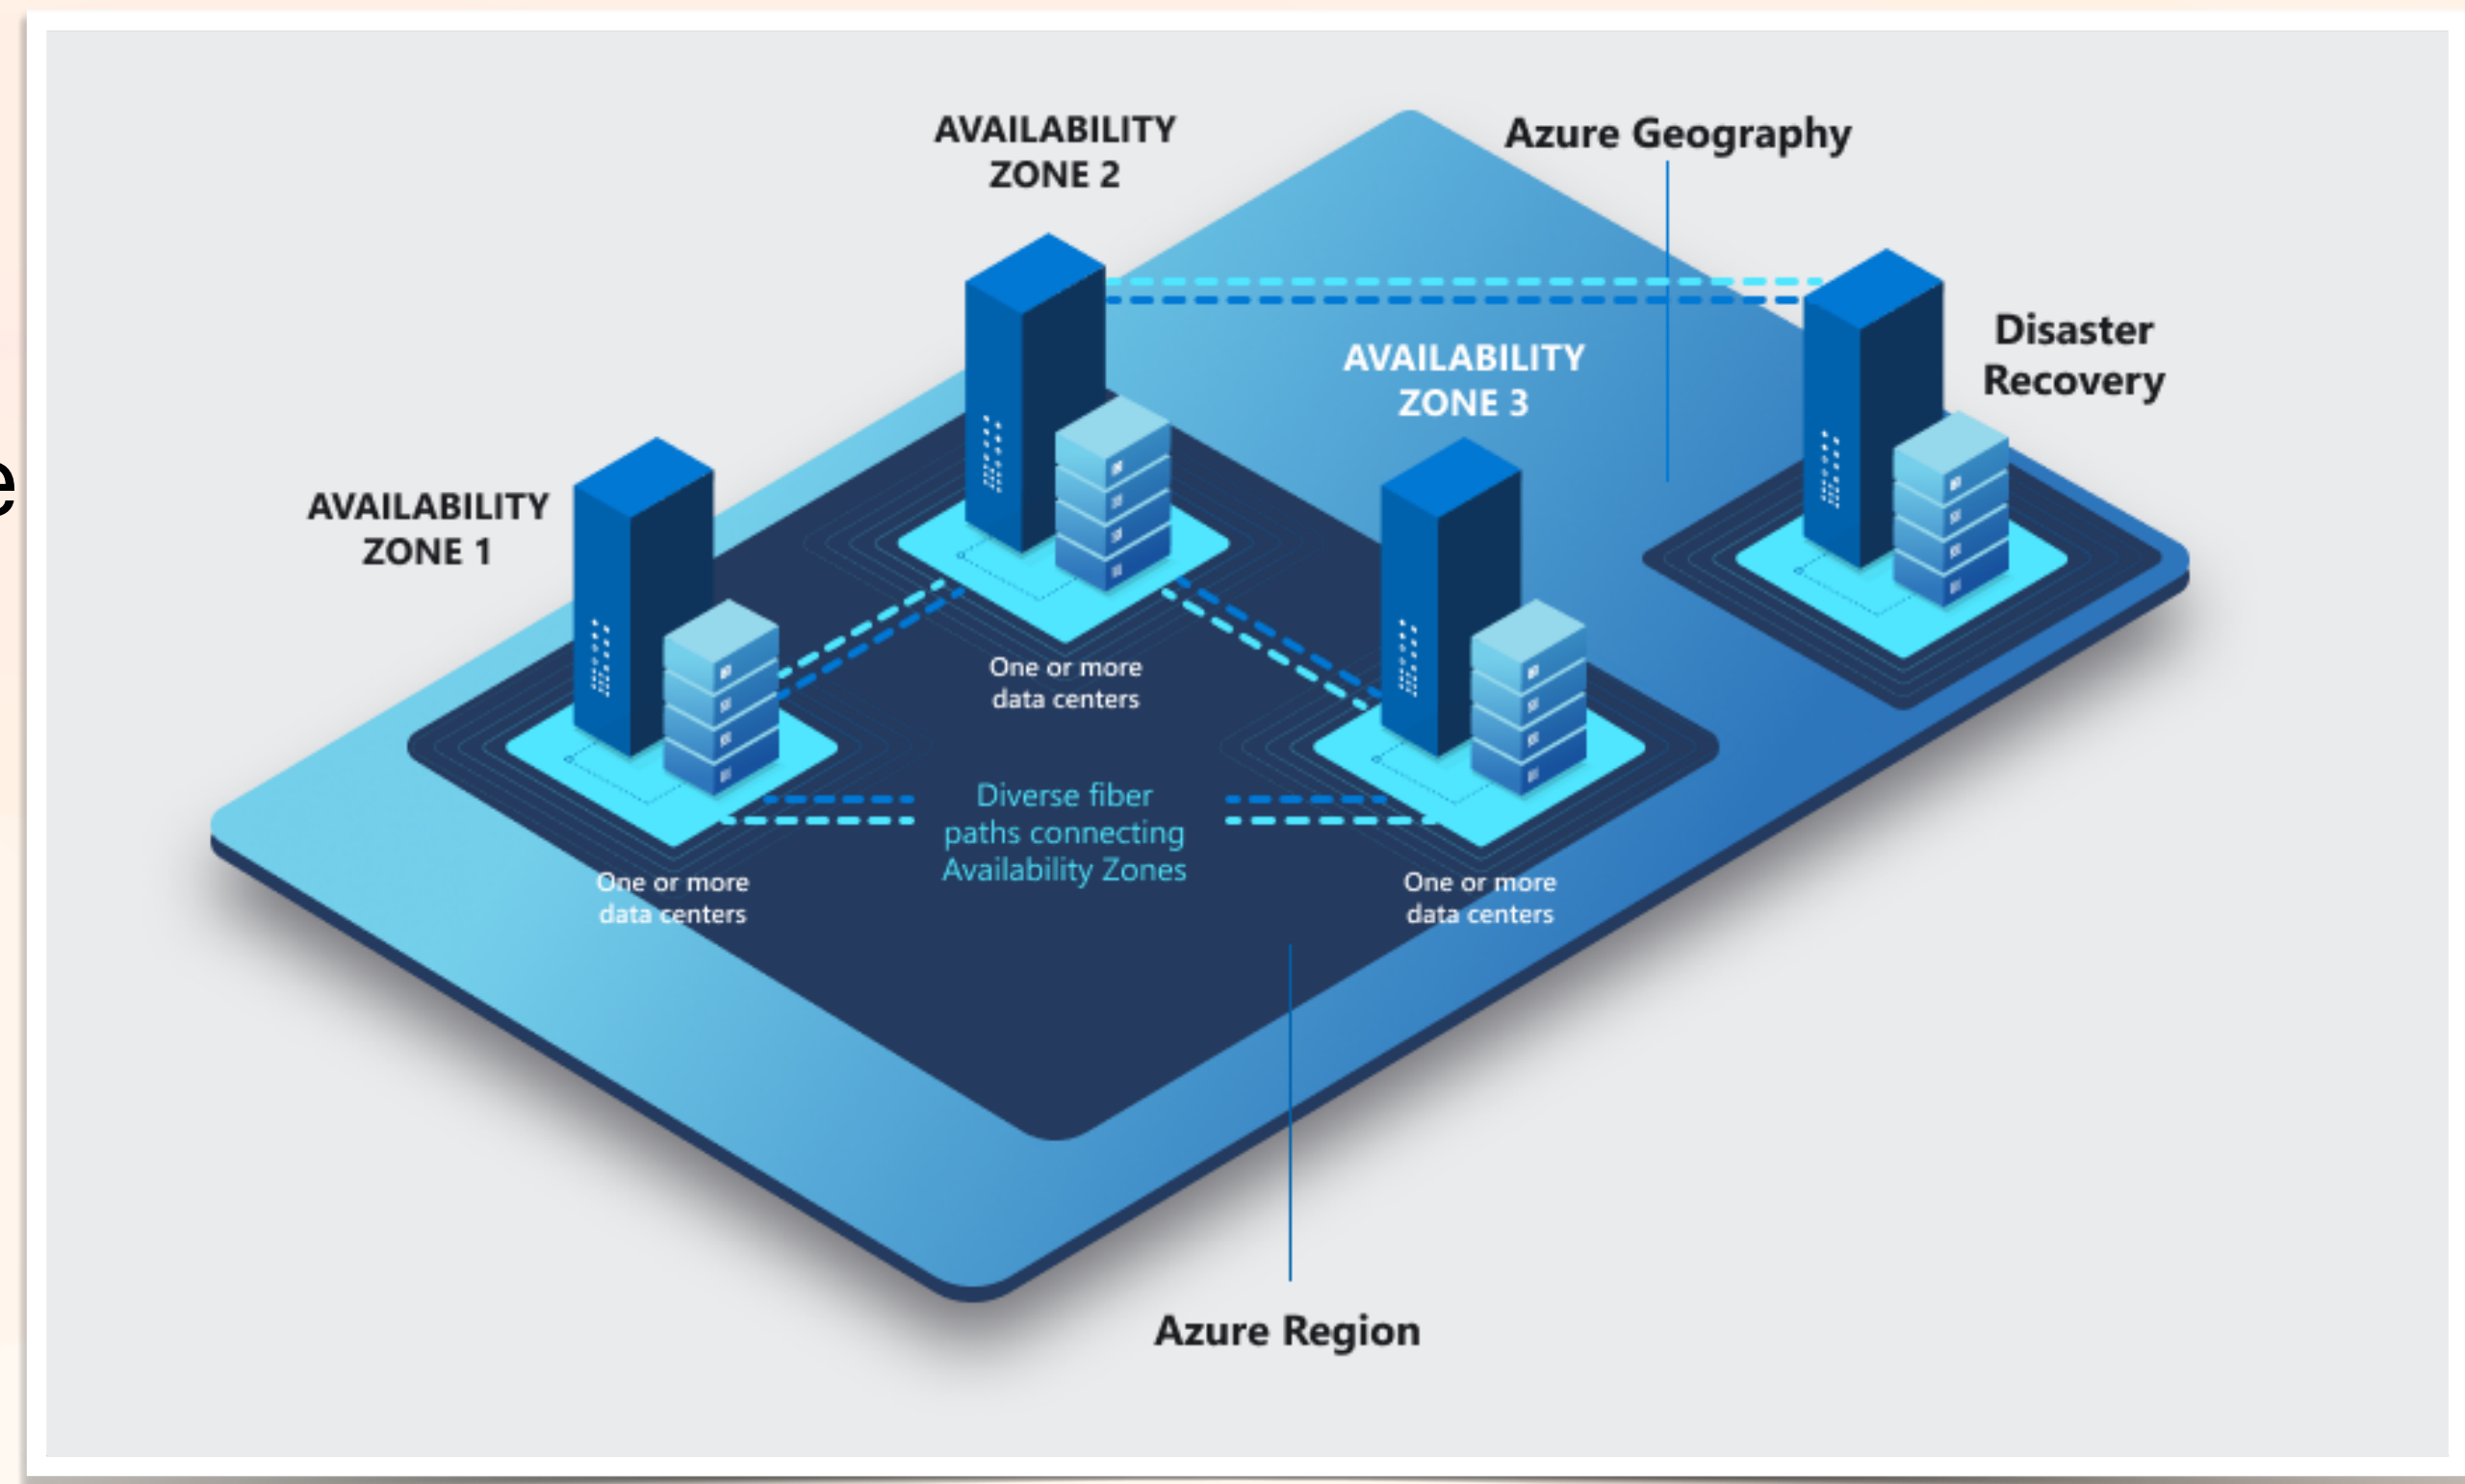 AVAILABILITY
ZONE 2
Azure Geography
Disaster
Recovery
AVAILABILITY
ZONE 3
AVAILABILITY
ZONE 1
e
One or more
data centers
Diverse fiber
paths connecting
Availability Zones
One or more
data centers
One or more
data centers
Azure Region